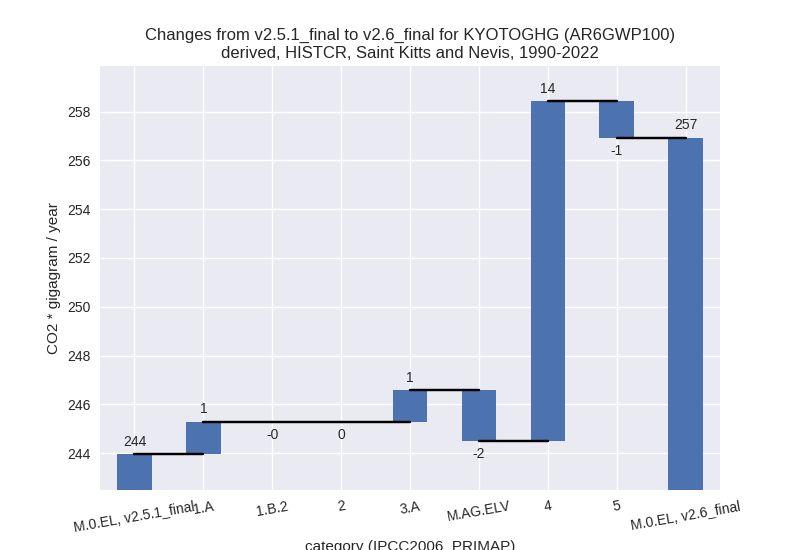 Changes from v2.5.1_final to v2.6_final for KYOTOGHG (AR6GWP100)
derived, HISTCR, Saint Kitts and Nevis, 1990-2022
CO2 * gigagram / year
258
256
254
252
250
248
246
244
244
1
-0
0
1
-2
14
-1
257
M.0.EL, v2.5.1_final
1.A
1.B.2
2
3.A
M.AG.ELV
4
5
M.0.EL, v2.6_final
category (IPCC2006_PRIMAP)